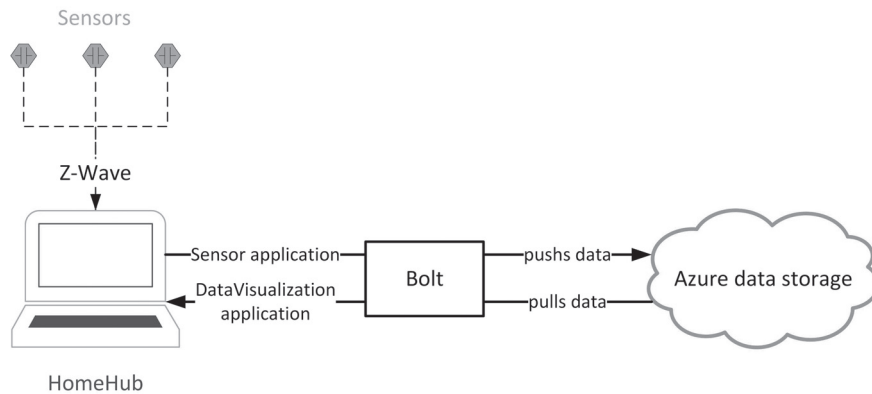 Sensors
Z-Wave
Sensor application
Bolt
pushs data
Azure data storage
DataVisualization
application
pulls data
HomeHub